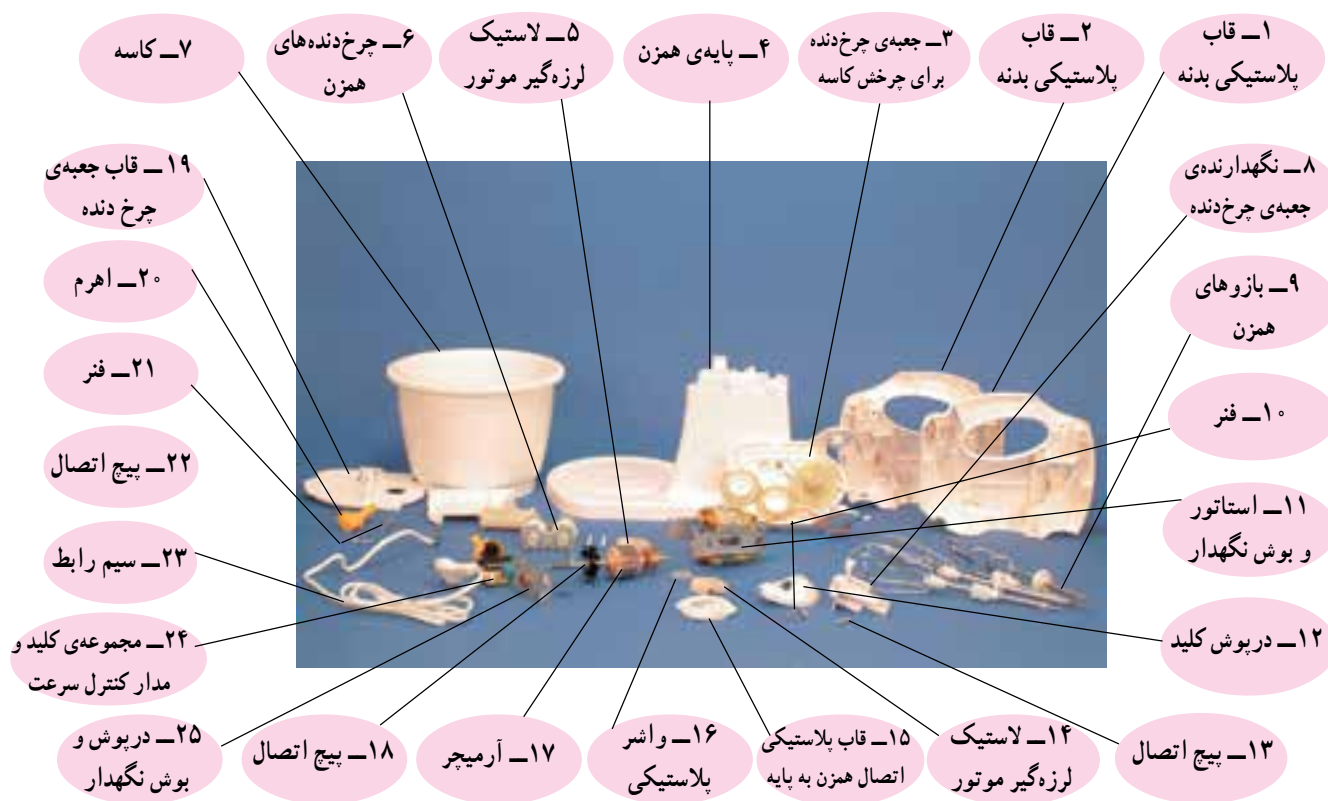 ۱ــ قاب
پلاستیکی بدنه
۲ــ قاب
پلاستیکی بدنه
۳ــ جعبه‌ی چرخ‌دنده
برای چرخش کاسه
۴ــ پایه‌ی همزن
۵ــ لاستیک
لرزه‌گیر موتور
۶ــ چرخ‌دنده‌های
همزن
۷ــ کاسه
۸ــ نگهدارنده‌ی
جعبه‌ی چرخ‌دنده
۹ــ بازوهای
همزن
۱۰ــ فنر
۱۱ــ استاتور
و بوش نگهدار
۱۲ــ درپوش کلید
۱۳ــ پیچ اتصال
۱۴ــ لاستیک
لرزه‌گیر موتور
۱۵ــ قاب پلاستیکی
اتصال همزن به پایه
۱۶ــ واشر
پلاستیکی
۱۷ــ آرمیچر
۱۸ــ پیچ اتصال
۱۹ــ قاب جعبه‌ی
چرخ دنده
۲۰ــ اهرم
۲۱ــ فنر
۲۲ــ پیچ اتصال
۲۳ــ سیم رابط
۲۴ــ مجموعه‌ی کلید و
مدار کنترل سرعت
۲۵ــ درپوش و
بوش نگهدار